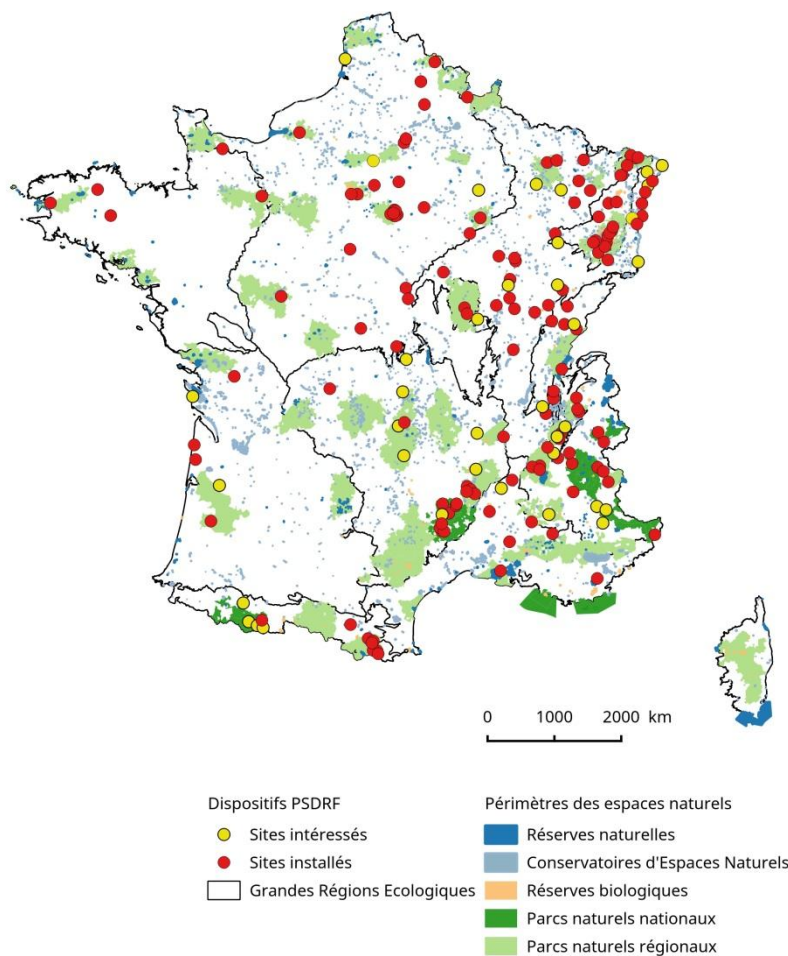 0 1000 2000 km
Dispositifs PSDRF
Sites intéressés
Sites installés
Grandes Régions Ecologiques
Périmètres des espaces naturels
Réserves naturelles
Conservatoires d'Espaces Naturels
Réserves biologiques
Parcs naturels nationaux
Parcs naturels régionaux